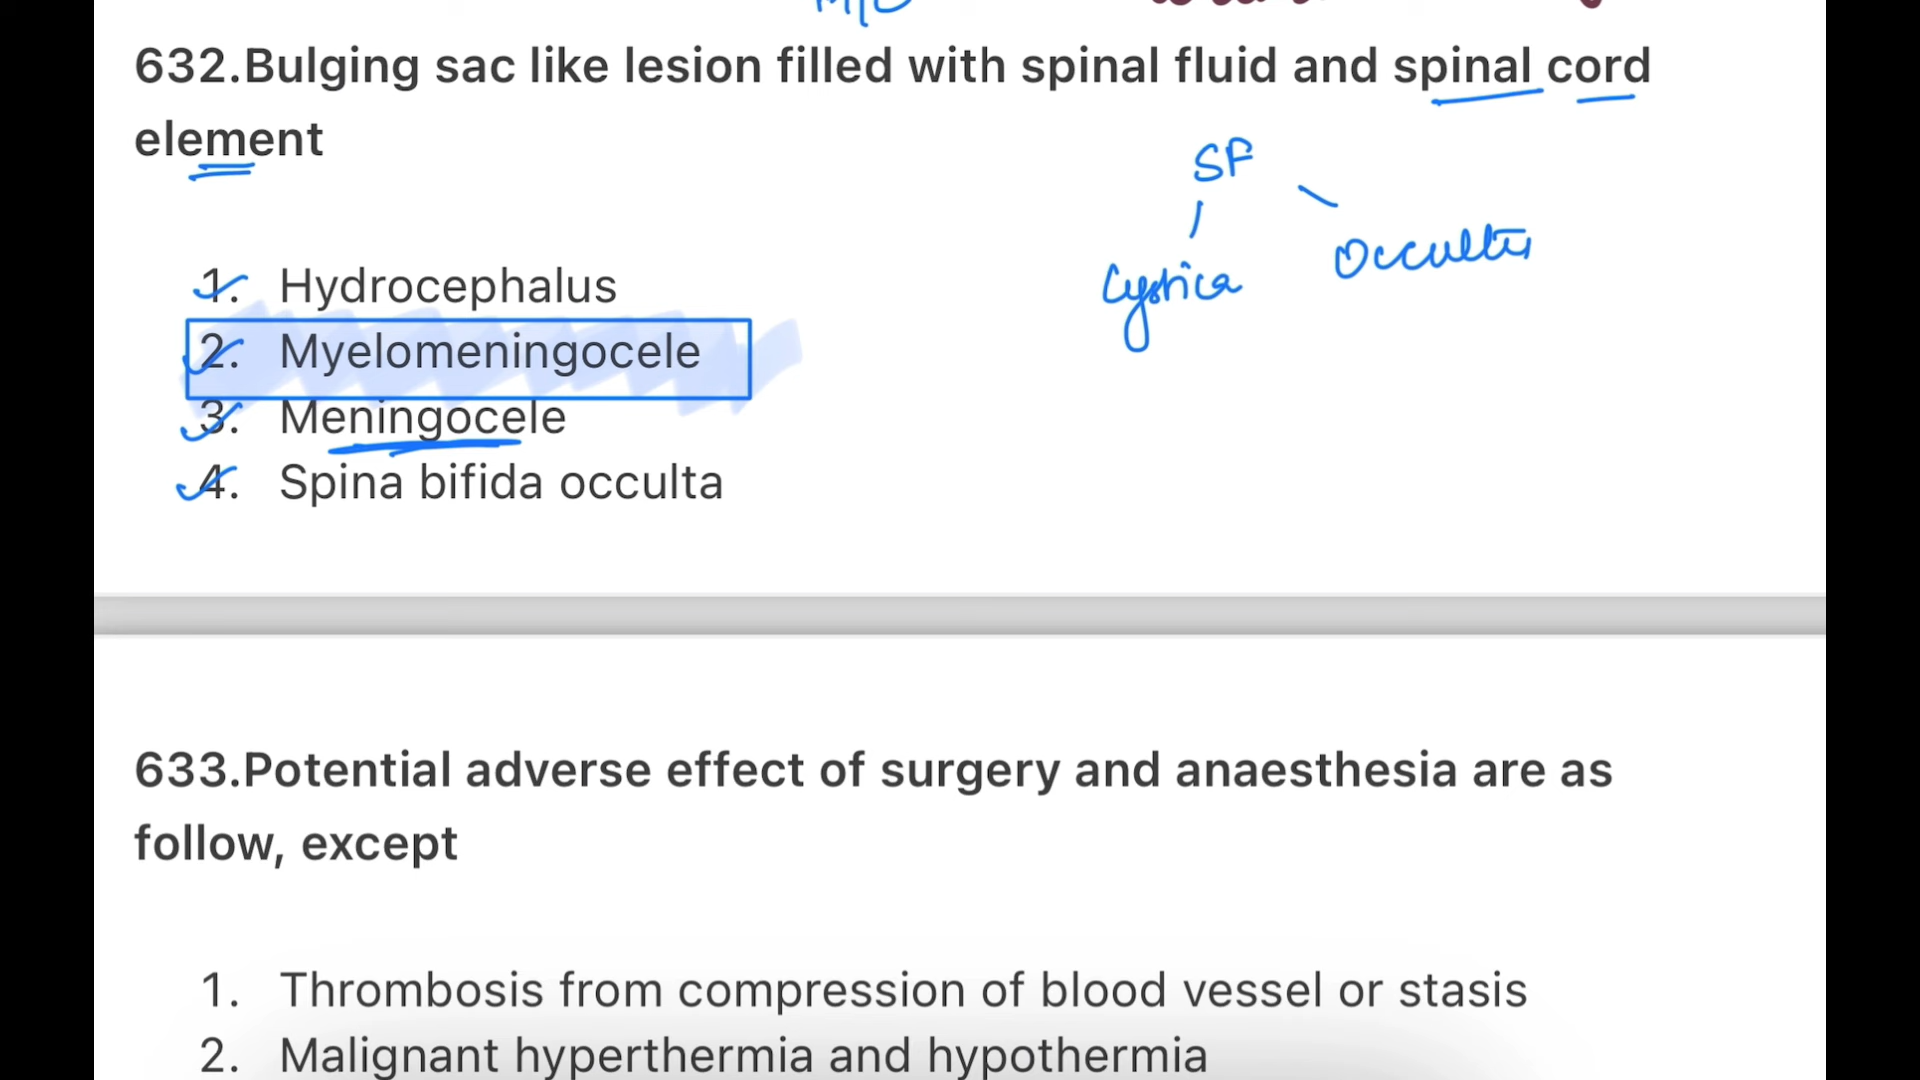 632.Bulging sac like lesion filled with spinal fluid and spinal cord
element
SF
Cystica
Occulta
1. Hydrocephalus
2. Myelomeningocele
3. Meningocele
4. Spina bifida occulta
633.Potential adverse effect of surgery and anaesthesia are as
follow, except
1. Thrombosis from compression of blood vessel or stasis
2. Malignant hyperthermia and hypothermia